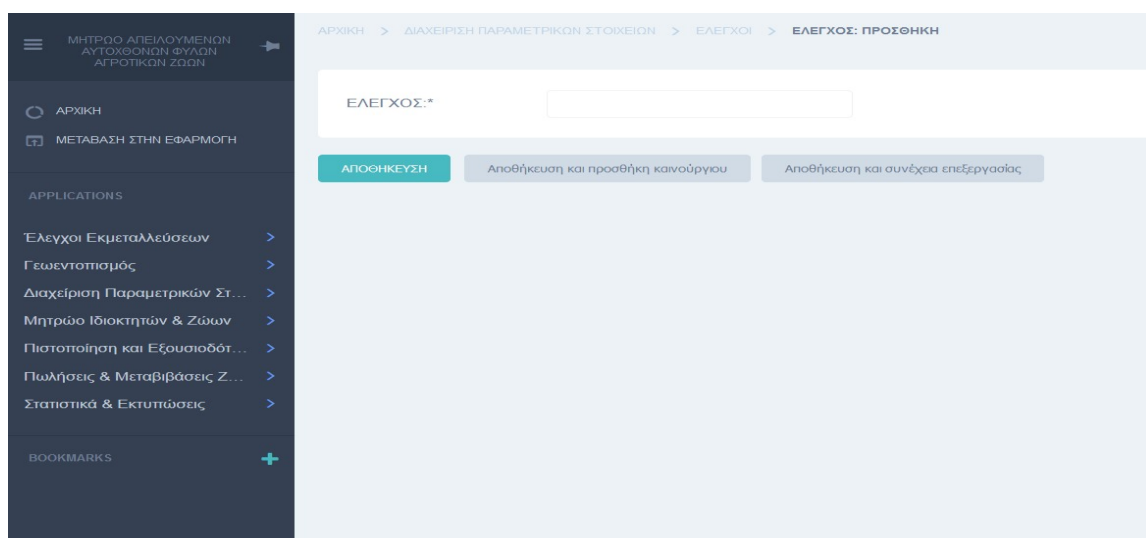 ΜΗΤΡΩΟ ΑΠΕΙΛΟΥΜΕΝΩΝ
ΑΥΤΟΧΘΟΝΩΝ ΦΥΛΩΝ
ΑΓΡΟΤΙΚΩΝ ΖΩΩΝ
ΑΡΧΙΚΗ
ΜΕΤΑΒΑΣΗ ΣΤΗΝ ΕΦΑΡΜΟΓΗ
APPLICATIONS
Έλεγχοι Εκμεταλλεύσεων >
Γεωεντοπισμός >
Διαχείριση Παραμετρικών Στ... >
Μητρώο Ιδιοκτητών & Ζώων >
Πιστοποίηση και Εξουσιοδότ... >
Πωλήσεις & Μεταβιβάσεις Ζ... >
Στατιστικά & Εκτυπώσεις >
BOOKMARKS
ΑΡΧΙΚΗ > ΔΙΑΧΕΙΡΙΣΗ ΠΑΡΑΜΕΤΡΙΚΩΝ ΣΤΟΙΧΕΙΩΝ > ΕΛΕΓΧΟΙ > ΕΛΕΓΧΟΣ: ΠΡΟΣΘΗΚΗ
ΕΛΕΓΧΟΣ:*
ΑΠΟΘΗΚΕΥΣΗ Αποθήκευση και προσθήκη καινούργιου Αποθήκευση και συνέχεια επεξεργασίας